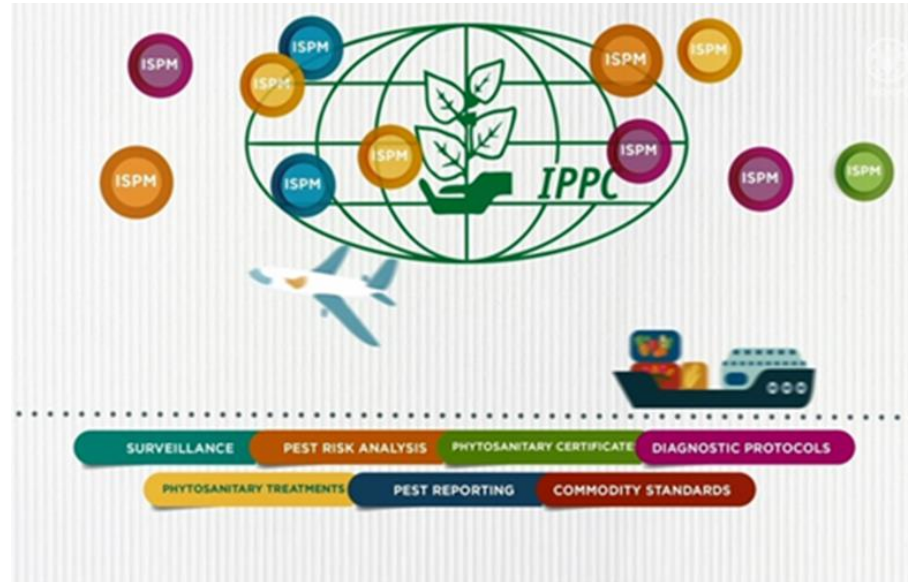 ISPM
ISPM
ISPM
ISPM
ISPM
ISPM
ISPM
ISPM
ISPM
ISPM
ISPM
IPPC
SURVEILLANCE
PEST RISK ANALYSIS
PHYTOSANITARY CERTIFICATE
DIAGNOSTIC PROTOCOLS
PHYTOSANITARY TREATMENTS
PEST REPORTING
COMMODITY STANDARDS